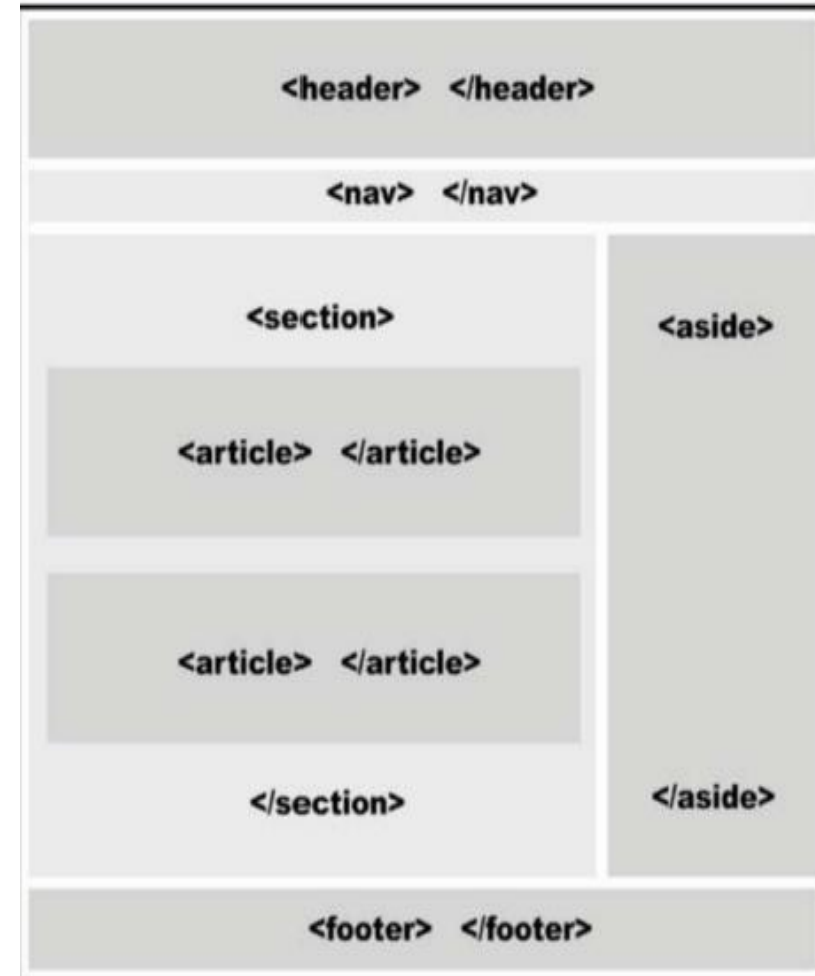 <header> </header>
<nav> </nav>
<section>
<aside>
<article> </article>
<article> </article>
</section>
</aside>
<footer> </footer>